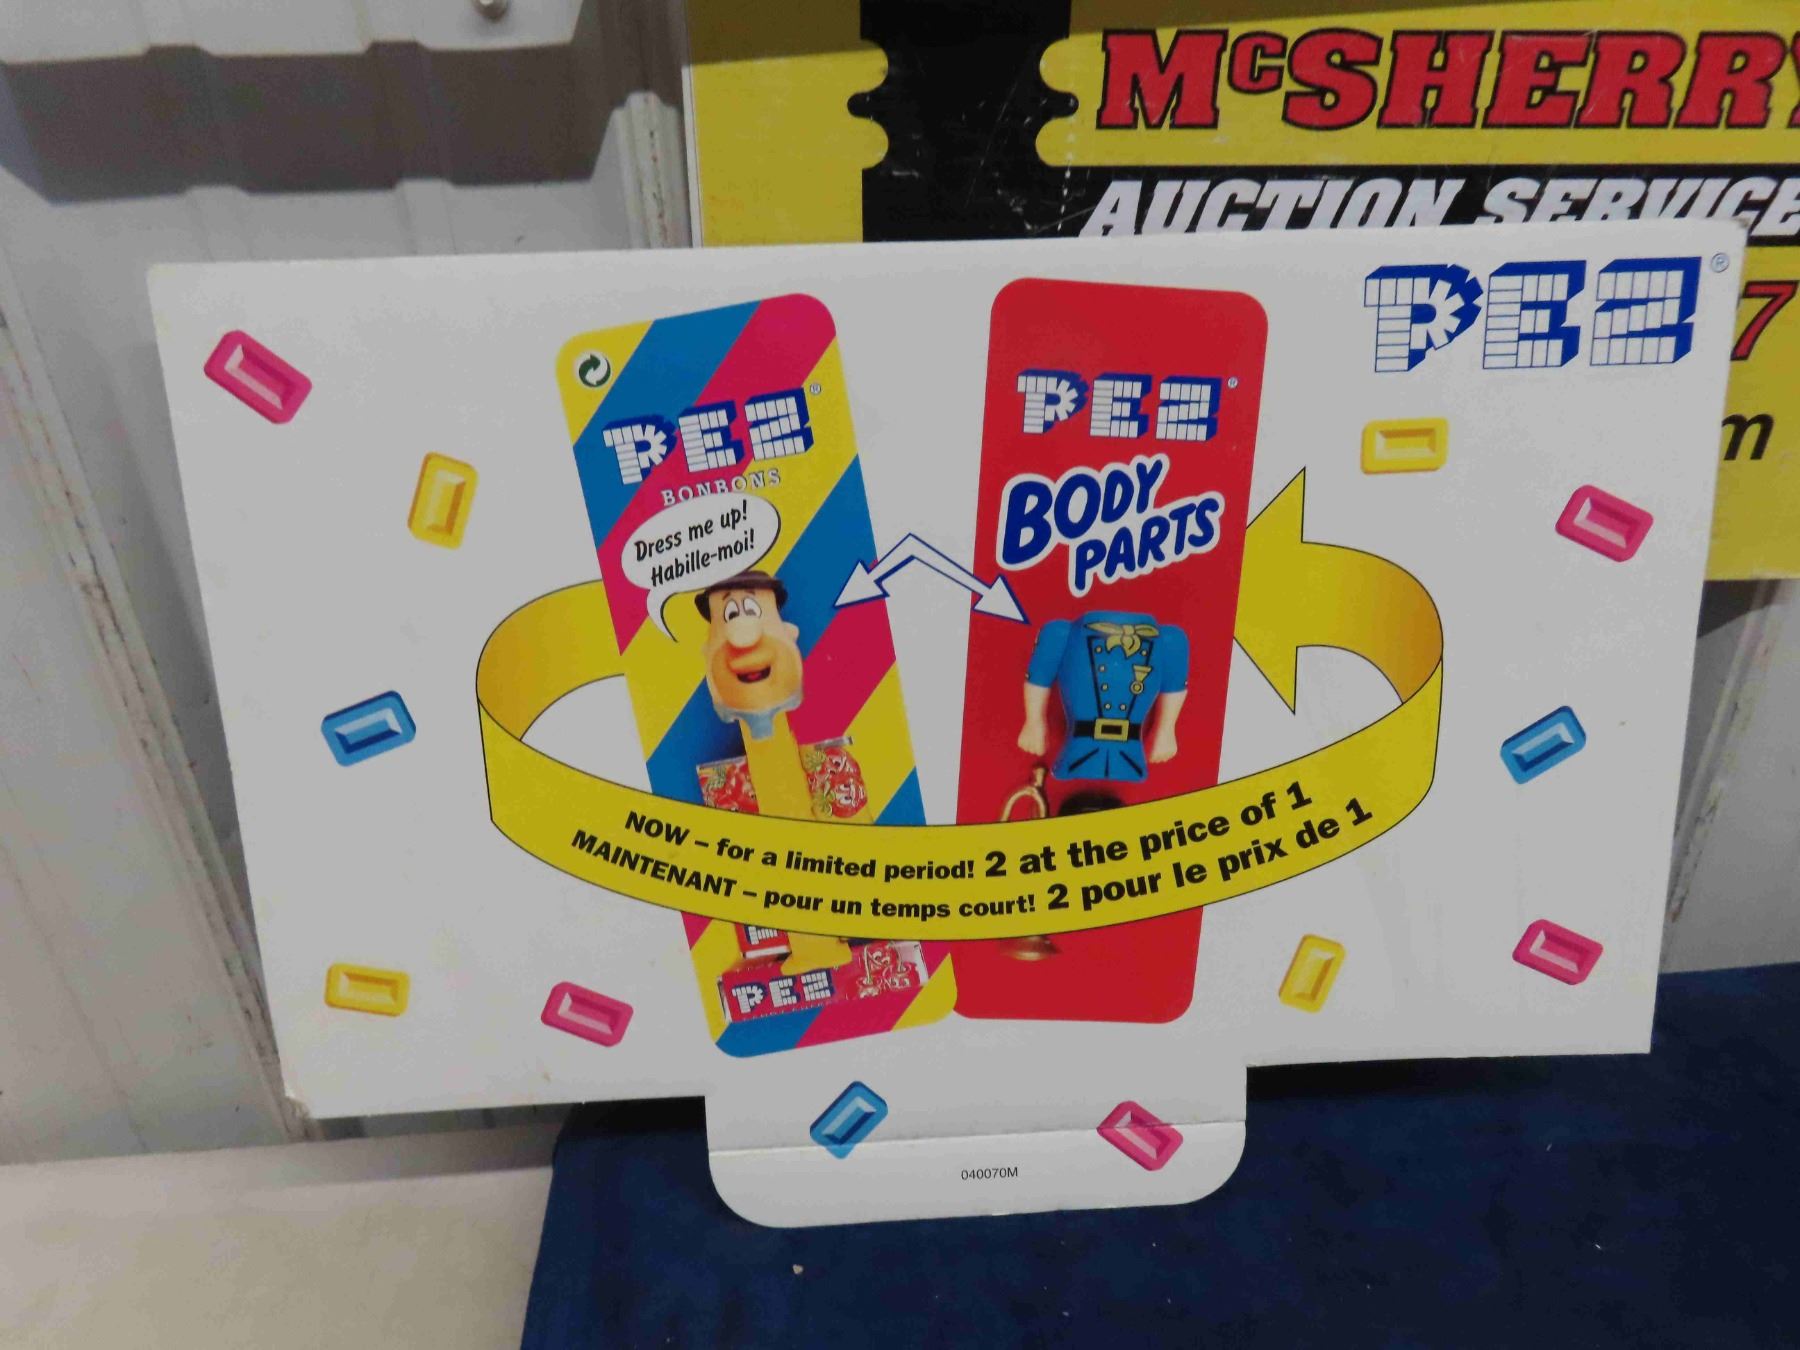 McSHERRY
AUCTION SERVICE
7
m
PEZ®
PEZ®
BONBONS
Dress me up!
Habille-moi!
PEZ®
BODY
PARTS
NOW – for a limited period! 2 at the price of 1
MAINTENANT – pour un temps court! 2 pour le prix de 1
PEZ
040070M